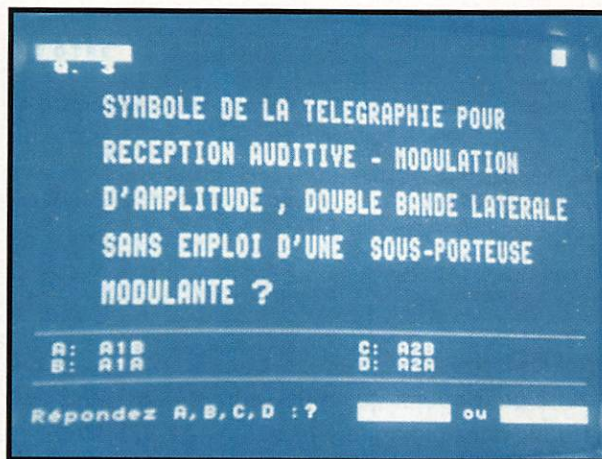 Q. 3
SYMBOLE DE LA TELEGRAPHIE POUR
RECEPTION AUDITIVE - MODULATION
D'AMPLITUDE , DOUBLE BANDE LATERALE
SANS EMPLOI D'UNE SOUS-PORTEUSE
MODULANTE ?
A: A1B C: A2B
B: A1A D: A2A
Répondez A,B,C,D :? ou